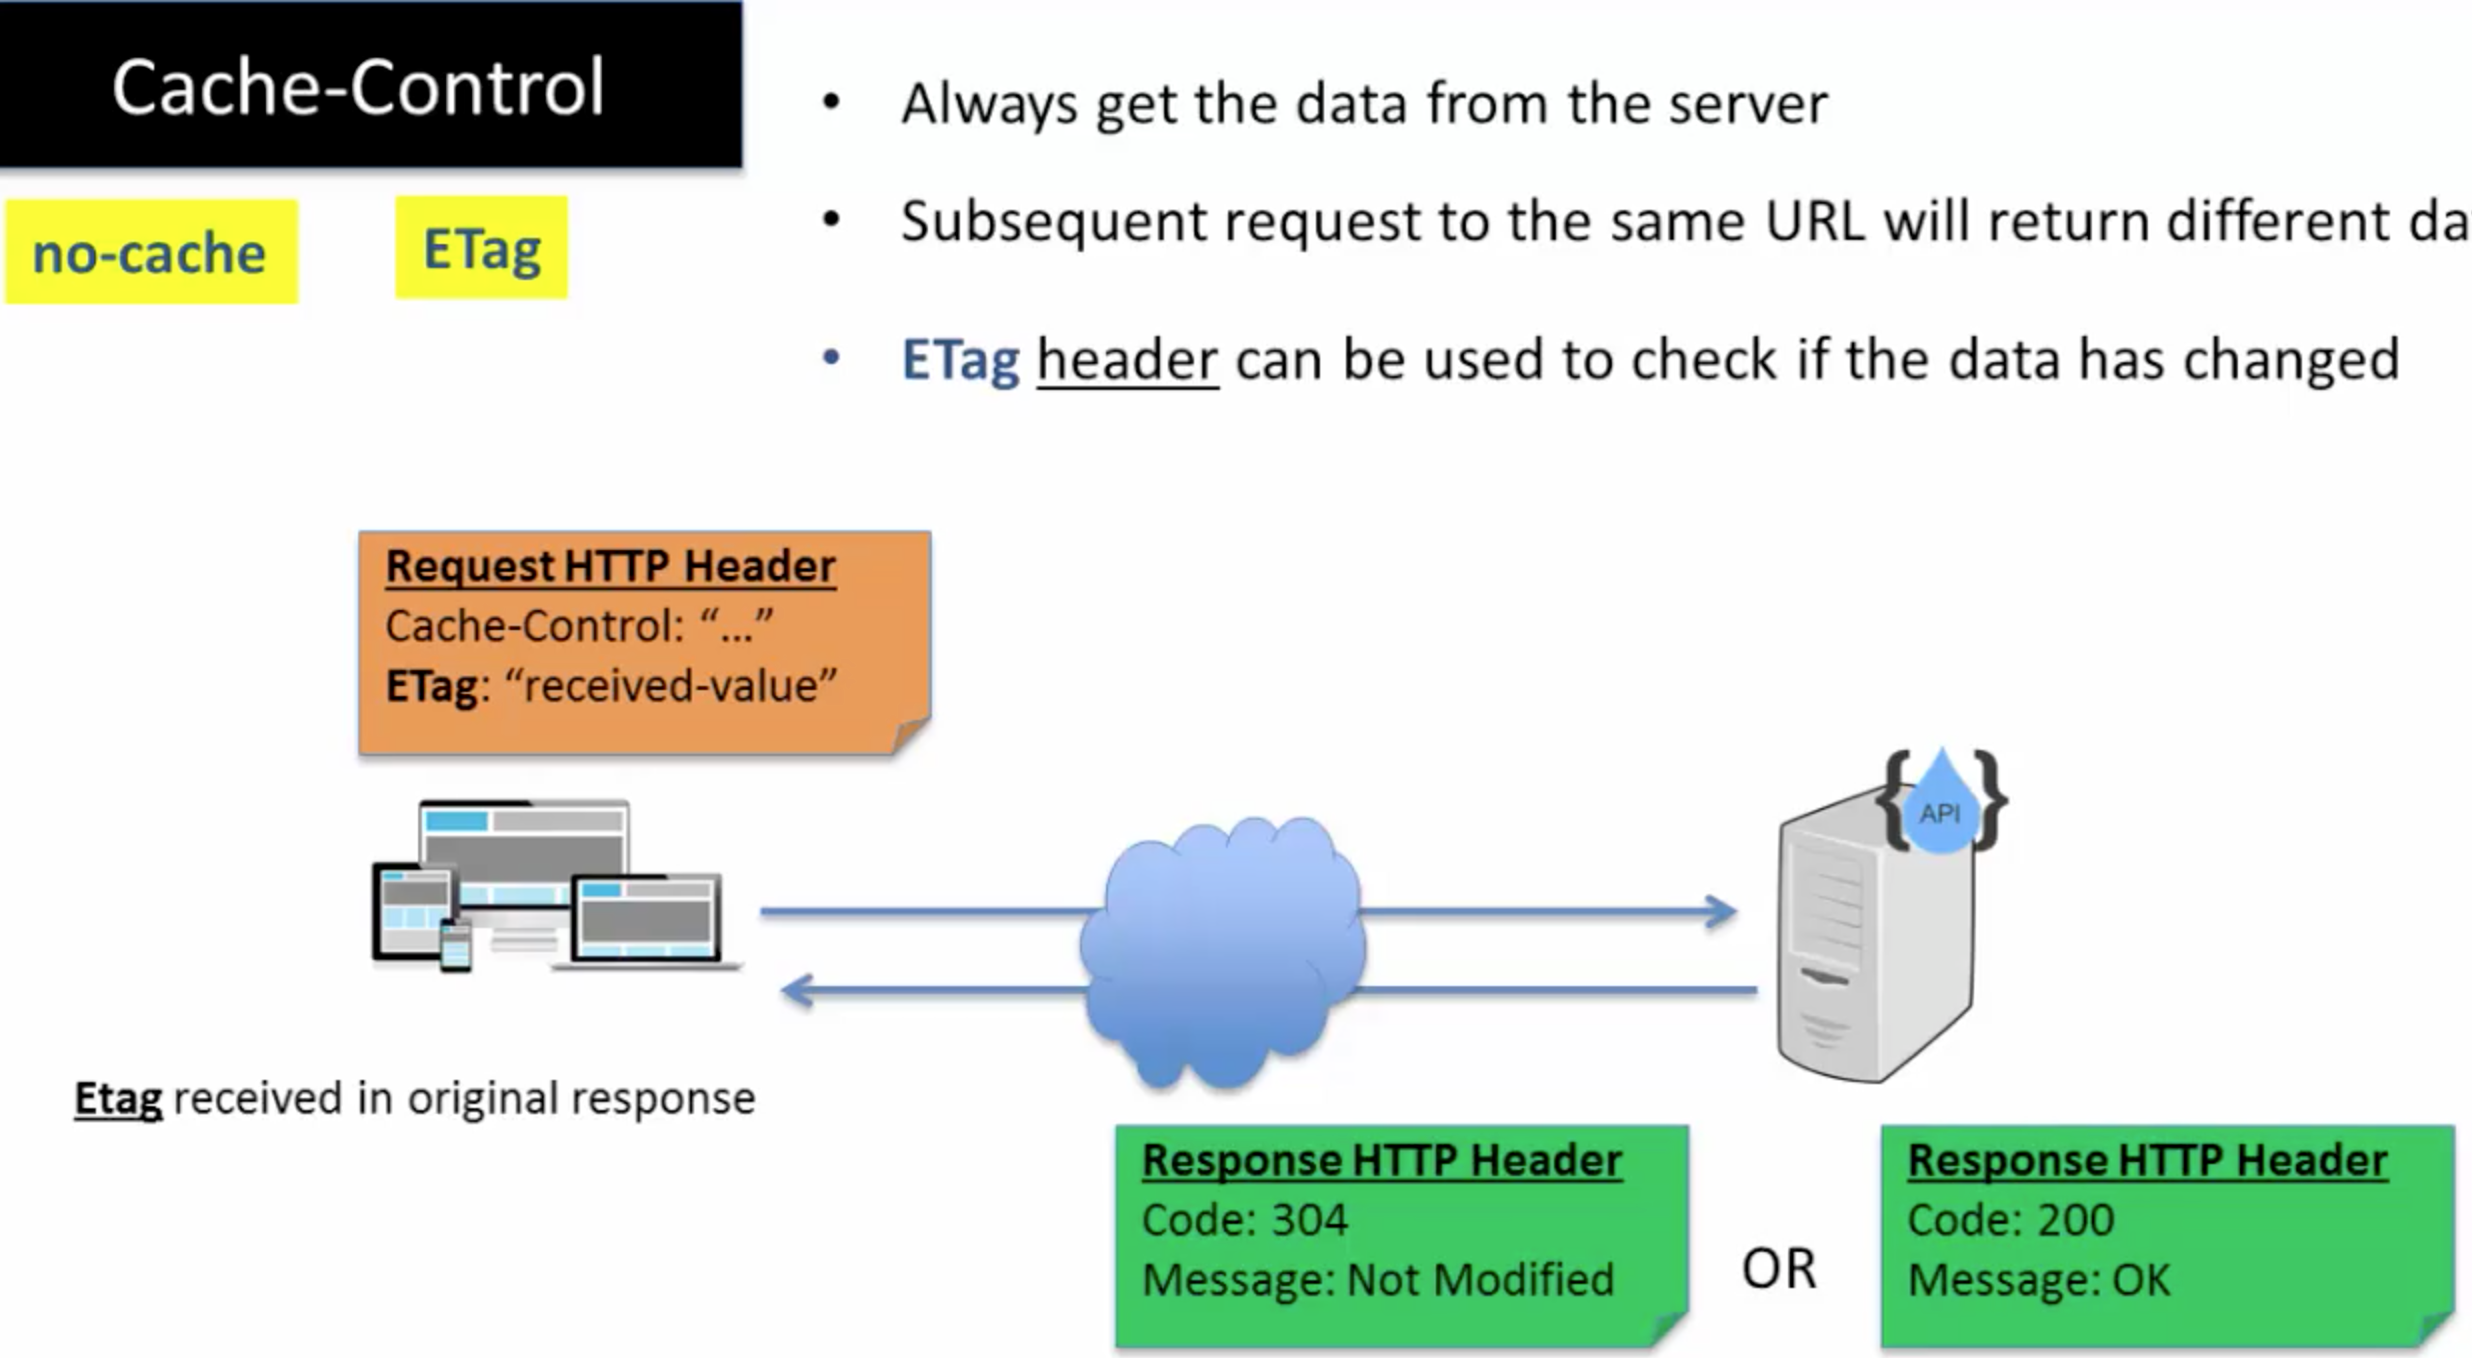 Cache-Control
no-cache
ETag
• Always get the data from the server
• Subsequent request to the same URL will return different
• ETag header can be used to check if the data has changed
Request HTTP Header
Cache-Control: “...”
ETag: “received-value”
API
Etag received in original response
Response HTTP Header
Code: 304
Message: Not Modified
OR
Response HTTP Header
Code: 200
Message: OK